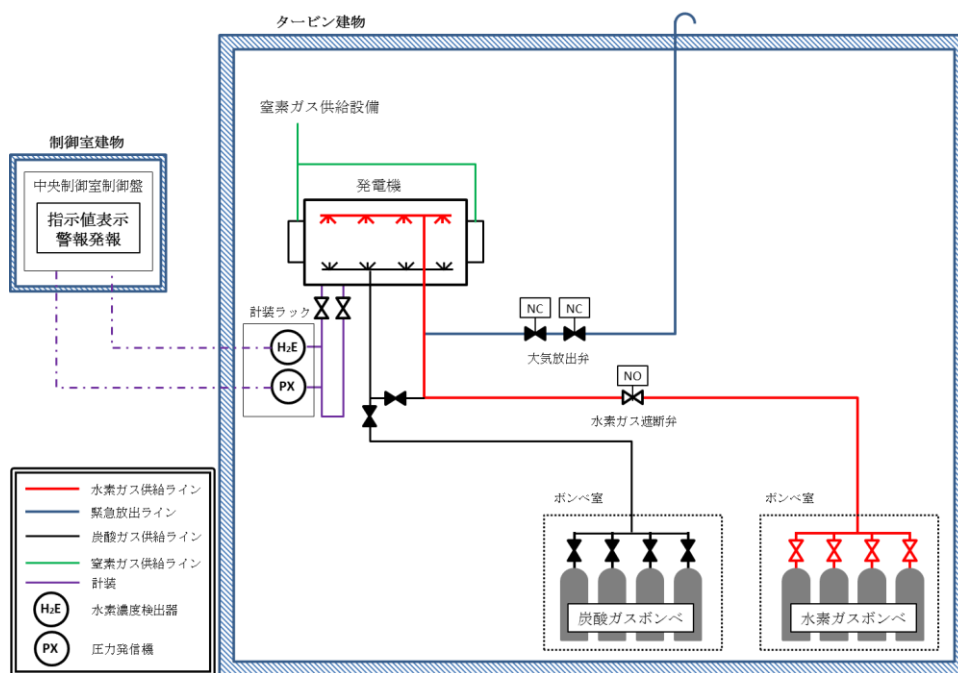 タービン建物
窒素ガス供給設備
制御室建物
中央制御室制御盤
指示値表示
警報発報
発電機
計装ラック
H₂E
PX
NC
NC
大気放出弁
NO
水素ガス遮断弁
ボンベ室
ボンベ室
炭酸ガスボンベ
水素ガスボンベ
水素ガス供給ライン
緊急放出ライン
炭酸ガス供給ライン
窒素ガス供給ライン
計装
H₂E
水素濃度検出器
PX
圧力発信機